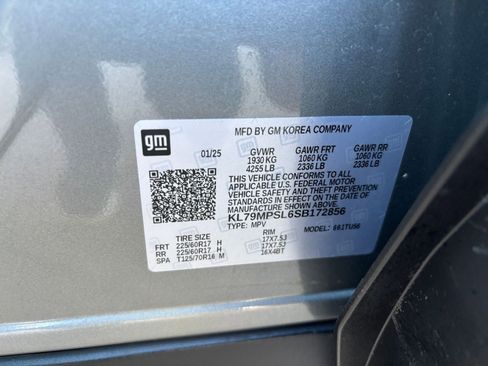 gm
MFD BY GM KOREA COMPANY
01/25 GVWR GAWR FRT GAWR RR
1930 KG 1060 KG 1060 KG
4255 LB 2336 LB 2336 LB
THIS VEHICLE CONFORMS TO ALL
APPLICABLE U.S. FEDERAL MOTOR
VEHICLE SAFETY AND THEFT PREVENTION
STANDARDS IN EFFECT ON THE DATE OF
MANUFACTURE SHOWN ABOVE.
KL79MPSL6SB172856
TYPE: MPV MODEL: 661TU56
TIRE SIZE RIM
FRT 225/60R17 H 17X7.5J
RR 225/60R17 H 17X7.5J
SPA T125/70R16 M 16X4BT